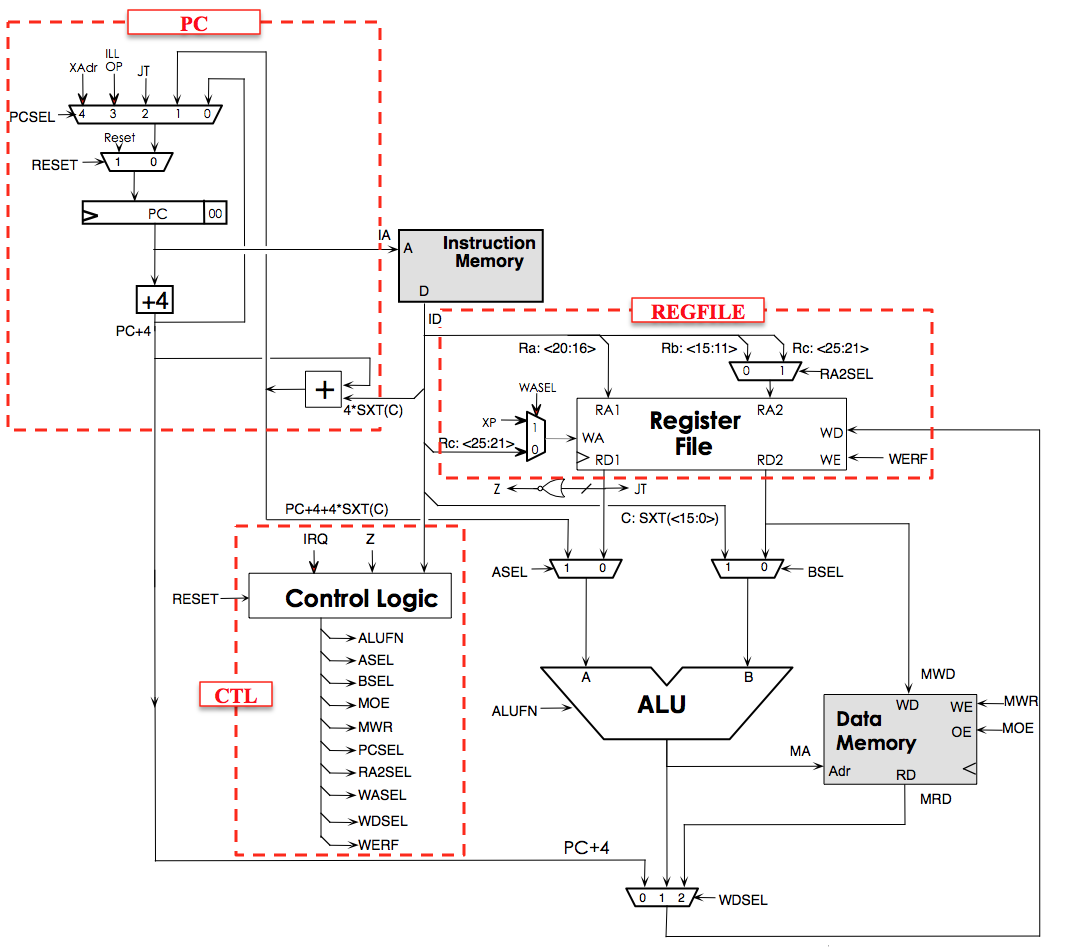 PC
XAdr
ILL
OP
JT
PCSEL
4 3 2 1 0
Reset
RESET
1 0
PC 00
IA
+4
PC+4
+
4*SXT(C)
A
Instruction
Memory
D
ID
REGFILE
Ra: <20:16>
Rb: <15:11>
Rc: <25:21>
0 1
RA2SEL
WASEL
XP
1
0
Rc: <25:21>
RA1
RA2
Register
File
WA
WD
RD1
RD2
WE
WERF
Z
JT
PC+4+4*SXT(C)
C: SXT(<15:0>)
IRQ
Z
ASEL
1 0
1 0
BSEL
RESET
Control Logic
ALUFN
ASEL
BSEL
MOE
MWR
PCSEL
RA2SEL
WASEL
WDSEL
WERF
CTL
A
B
ALU
ALUFN
MWD
WD
WE
MWR
Data
Memory
OE
MOE
MA
Adr
RD
MRD
PC+4
0 1 2
WDSEL